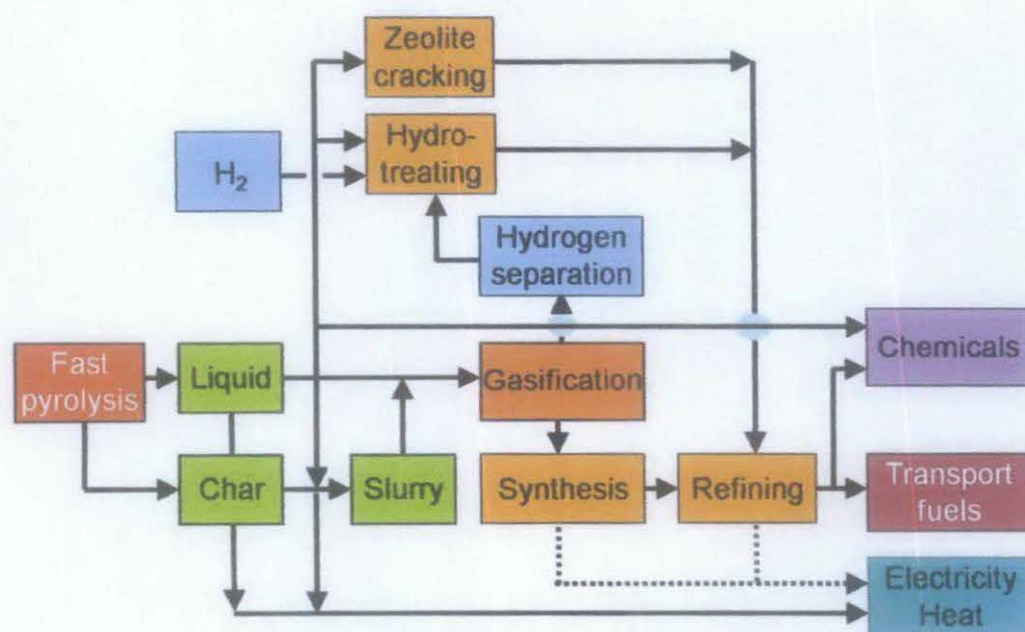 Zeolite
cracking
Hydro-
treating
H₂
Hydrogen
separation
Fast
pyrolysis
Liquid
Gasification
Chemicals
Char
Slurry
Synthesis
Refining
Transport
fuels
Electricity
Heat